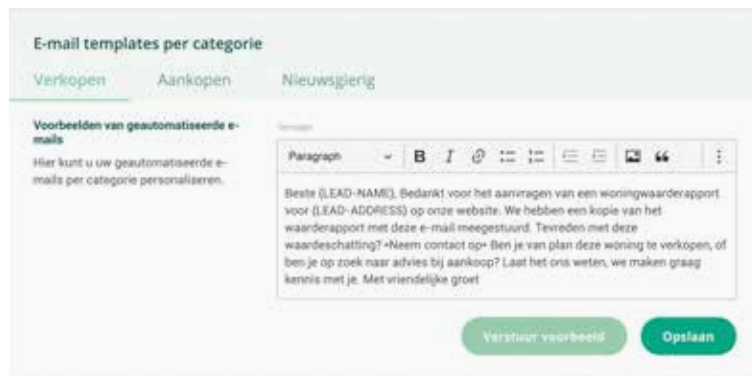 E-mail templates per categorie
Verkopen Aankopen Nieuwsgierig
Voorbeelden van geautomatiseerde e-
mails
Hier kunt u uw geautomatiseerde e-
mails per categorie personaliseren.
Paragraph B I
Beste {LEAD-NAME}, Bedankt voor het aanvragen van een woningwaarderapport
voor {LEAD-ADDRESS} op onze website. We hebben een kopie van het
waarderapport met deze e-mail meegestuurd. Tevreden met deze
waardeschatting? •Neem contact op• Ben je van plan deze woning te verkopen, of
ben je op zoek naar advies bij aankoop? Laat het ons weten, we maken graag
kennis met je. Met vriendelijke groet
Verstuur voorbeeld Opslaan